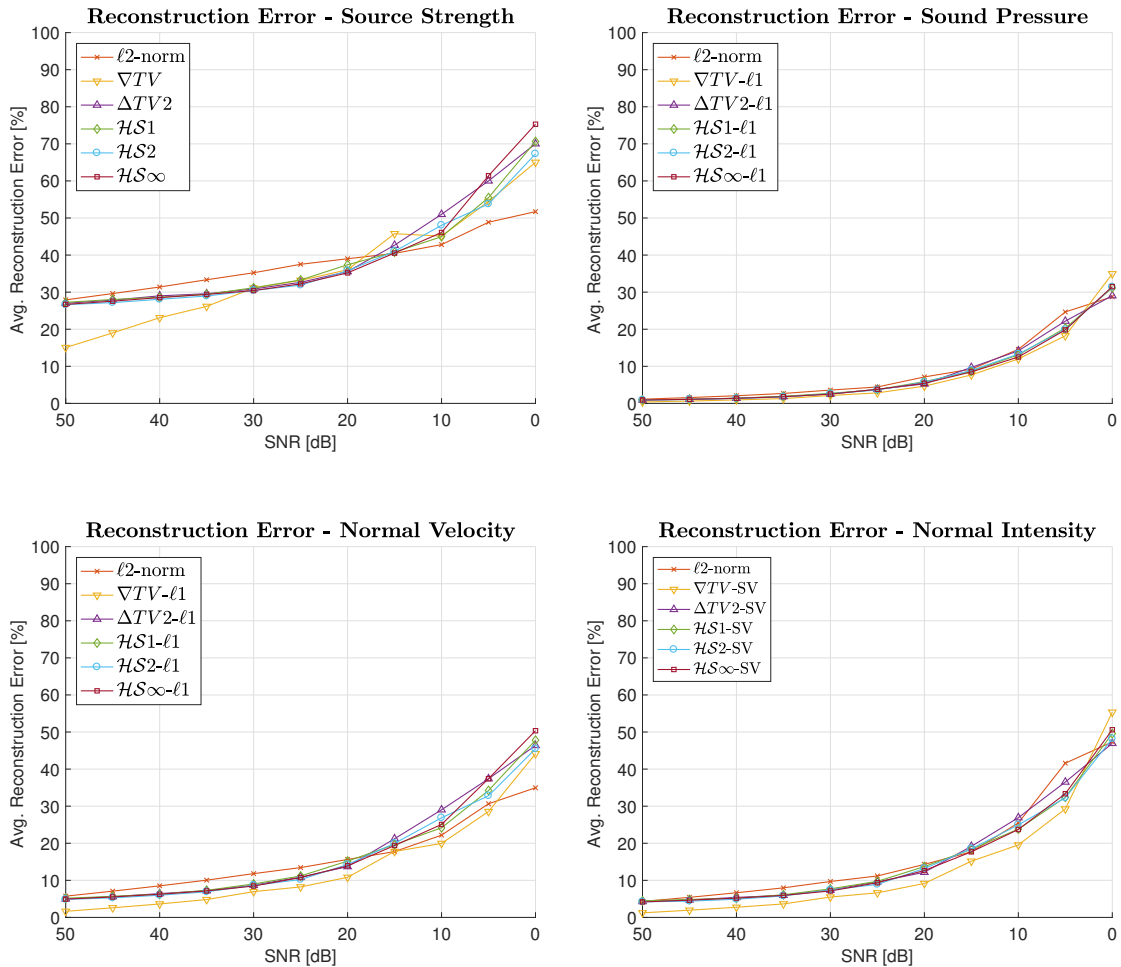 Reconstruction Error - Source Strength
100
90
80
70
60
50
40
30
20
10
0
Avg. Reconstruction Error [%]
ℓ2-norm
∇TV
ΔTV2
ℋ𝒮1
ℋ𝒮2
ℋ𝒮∞
50 40 30 20 10 0
SNR [dB]
Reconstruction Error - Sound Pressure
100
90
80
70
60
50
40
30
20
10
0
Avg. Reconstruction Error [%]
ℓ2-norm
∇TV-ℓ1
ΔTV2-ℓ1
ℋ𝒮1-ℓ1
ℋ𝒮2-ℓ1
ℋ𝒮∞-ℓ1
50 40 30 20 10 0
SNR [dB]
Reconstruction Error - Normal Velocity
100
90
80
70
60
50
40
30
20
10
0
Avg. Reconstruction Error [%]
ℓ2-norm
∇TV-ℓ1
ΔTV2-ℓ1
ℋ𝒮1-ℓ1
ℋ𝒮2-ℓ1
ℋ𝒮∞-ℓ1
50 40 30 20 10 0
SNR [dB]
Reconstruction Error - Normal Intensity
100
90
80
70
60
50
40
30
20
10
0
Avg. Reconstruction Error [%]
ℓ2-norm
∇TV-SV
ΔTV2-SV
ℋ𝒮1-SV
ℋ𝒮2-SV
ℋ𝒮∞-SV
50 40 30 20 10 0
SNR [dB]